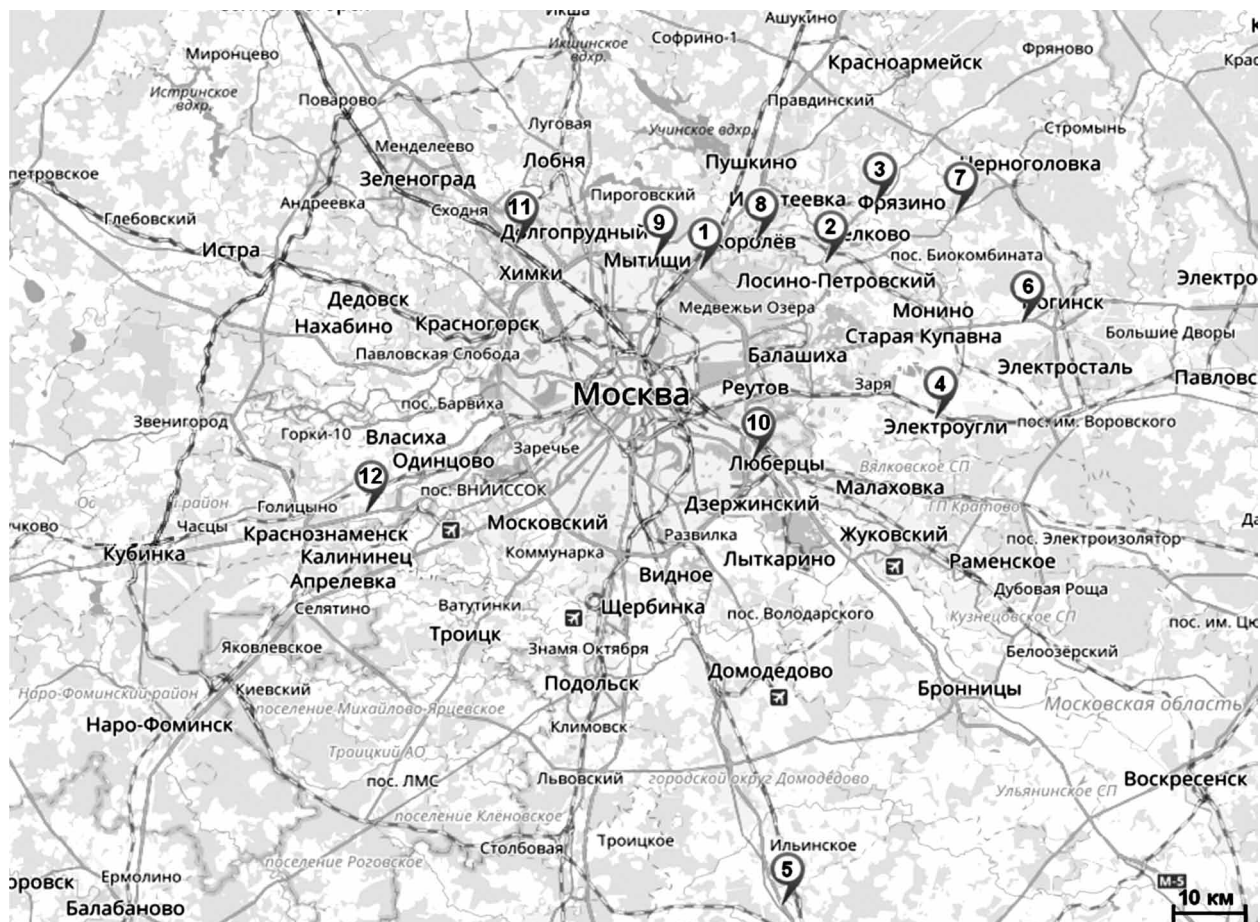 Икша
Ашукино
Миронцево
Икшинское
вдхр.
Софрино-1
Фряново
Красноармейск
Истринское
вдхр.
Поварово
Правдинский
Луговая
Учинское вдхр.
Стромынь
Менделеево
Лобня
Пушкино
3
Черноголовка
7
петровское
Зеленоград
Пироговский
Фрязино
Андреевка
Сходня
11
8
Глебовский
9
2
Долгопрудный
1
Королёв
Истра
Мытищи
пос. Биокомбината
Химки
Лосино-Петровский
Электро
6
Дедовск
Медвежьи Озёра
Монино
Нахабино
Красногорск
Старая Купавна
Большие Дворы
Павловская Слобода
Балашиха
Электросталь
Москва
Реутов
Заря
4
Павловс
пос. Барвиха
Звенигород
10
Электроугли
пос. им. Воровского
Горки-10
Власиха
Заречье
Одинцово
Люберцы
Вялковское СП
12
пос. ВНИИССОК
Малаховка
район
Голицыно
Дзержинский
ГП Кратово
учково
Часцы
Краснознаменск
Московский
Развилка
Жуковский
пос. Электроизолятор
Кубинка
Калининец
Коммунарка
Лыткарино
Раменское
Апрелевка
Видное
Дубовая Роща
Селятино
Ватутинки
Щербинка
пос. Володарского
Кузнецовское СП
пос. им. Цю
Троицк
Яковлевское
Знамя Октября
Белоозёрский
Домодедово
Наро-Фоминский район
Киевский
Подольск
Бронницы
поселение Михайлово-Ярцевское
Московская область
Наро-Фоминск
Климовск
Троицкий АО
пос. ЛМС
Львовский
городской округ Домодедово
Воскресенск
Ульянинское СП
поселение Клёновское
Троицкое
Ильинское
Столбовая
поселение Роговское
5
Ермолино
оровск
М-5
10 км
Балабаново